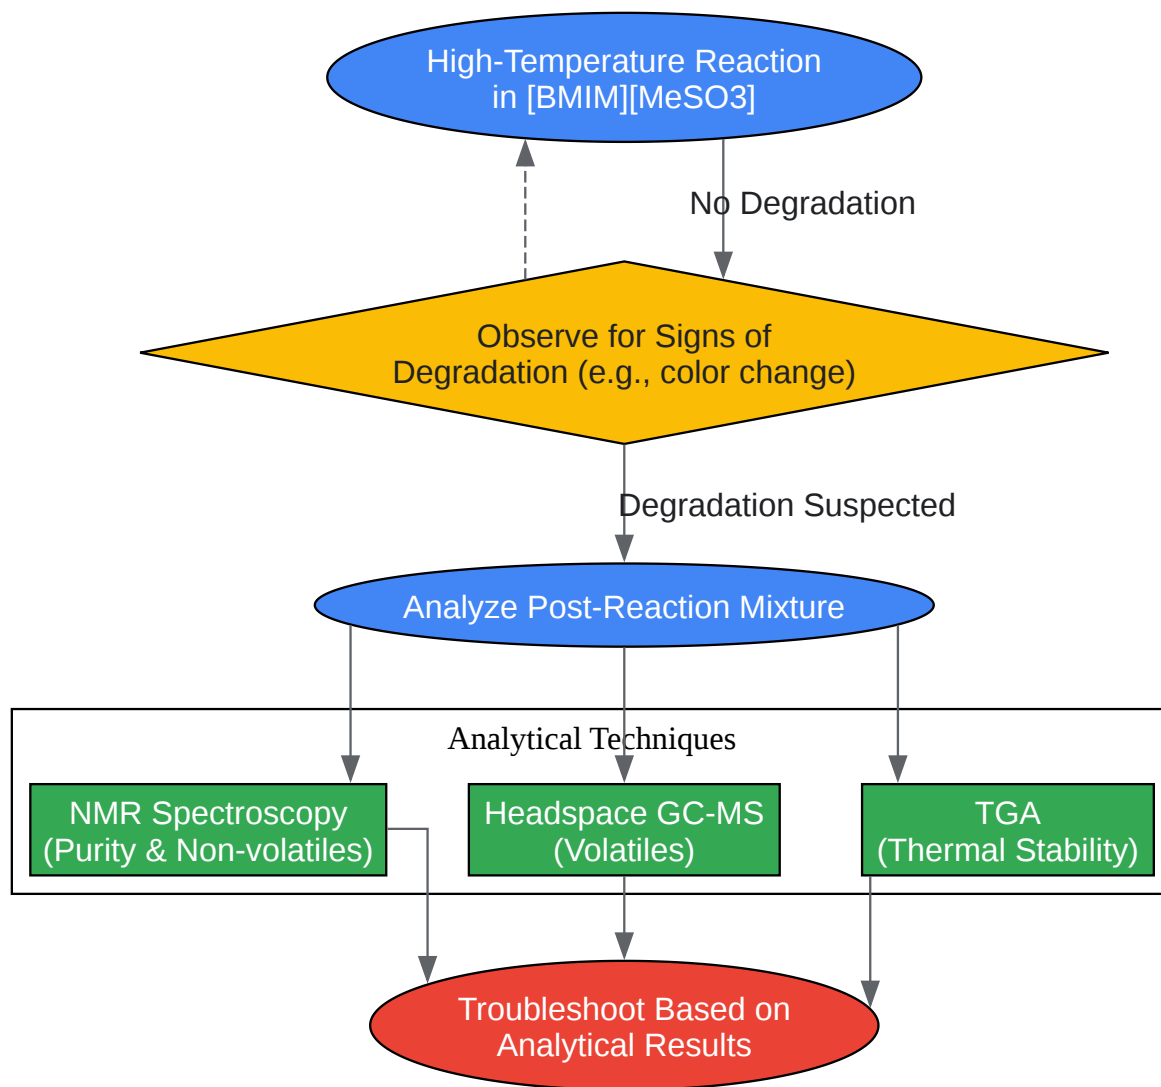 High-Temperature Reaction
in [BMIM][MeSO3]
No Degradation
Observe for Signs of
Degradation (e.g., color change)
Degradation Suspected
Analyze Post-Reaction Mixture
Analytical Techniques
NMR Spectroscopy
(Purity & Non-volatiles)
Headspace GC-MS
(Volatiles)
TGA
(Thermal Stability)
Troubleshoot Based on
Analytical Results